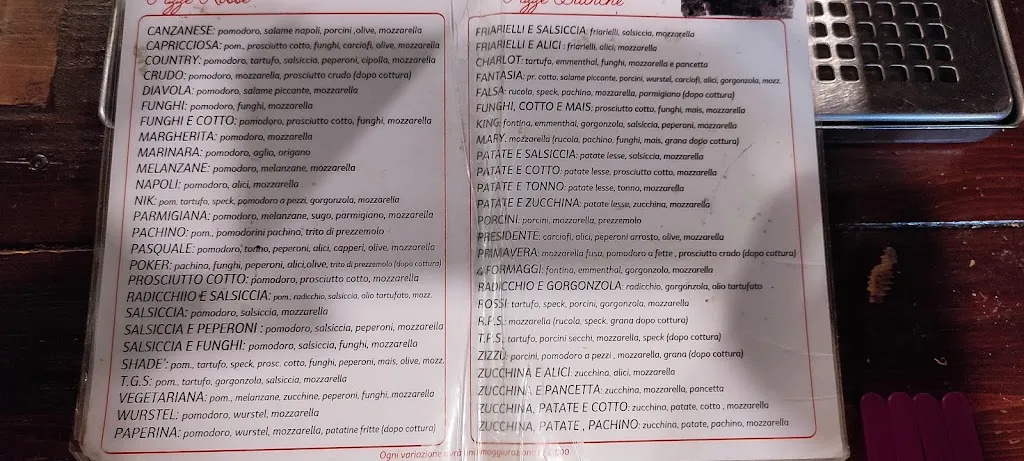 Pizze Rosse
CANZANESE: pomodoro, salame napoli, porcini ,olive, mozzarella
CAPRICCIOSA: pom., prosciutto cotto, funghi, carciofi, olive, mozzarella
COUNTRY: pomodoro, tartufo, salsiccia, peperoni, cipolla, mozzarella
CRUDO: pomodoro, mozzarella, prosciutto crudo (dopo cottura)
DIAVOLA: pomodoro, salame piccante, mozzarella
FUNGHI: pomodoro, funghi, mozzarella
FUNGHI E COTTO: pomodoro, prosciutto cotto, funghi, mozzarella
MARGHERITA: pomodoro, mozzarella
MARINARA: pomodoro, aglio, origano
MELANZANE: pomodoro, melanzane, mozzarella
NAPOLI: pomodoro, alici, mozzarella
NIK: pom. tartufo, speck, pomodoro a pezzi, gorgonzola, mozzarella
PARMIGIANA: pomodoro, melanzane, sugo, parmigiano, mozzarella
PACHINO: pom., pomodorini pachino, trito di prezzemolo
PASQUALE: pomodoro, tonno, peperoni, alici, capperi, olive, mozzarella
POKER: pachina, funghi, peperoni, alici,olive, trito di prezzemolo (dopo cottura)
PROSCIUTTO COTTO: pomodoro, prosciutto cotto, mozzarella
RADICCHIO E SALSICCIA: pom., radicchio, salsiccia, olio tartufato, mozz.
SALSICCIA: pomodoro, salsiccia, mozzarella
SALSICCIA E PEPERONI : pomodoro, salsiccia, peperoni, mozzarella
SALSICCIA E FUNGHI: pomodoro, salsiccia, funghi, mozzarella
SHADE': pom., tartufo, speck, prosc. cotto, funghi, peperoni, mais, olive, mozz.
T.G.S: pom., tartufo, gorgonzola, salsiccia, mozzarella
VEGETARIANA: pom., melanzane, zucchine, peperoni, funghi, mozzarella
WURSTEL: pomodoro, wurstel, mozzarella
PAPERINA: pomodoro, wurstel, mozzarella, patatine fritte (dopo cottura)
Pizze Bianche
FRIARIELLI E SALSICCIA: friarielli, salsiccia, mozzarella
FRIARIELLI E ALICI : friarielli, alici, mozzarella
CHARLOT: tartufo, emmenthal, funghi, mozzarella e pancetta
FANTASIA: pr. cotto, salame piccante, porcini, wurstel, carciofi, alici, gorgonzola, mozz.
FALSA: rucola, speck, pachino, mozzarella, parmigiano (dopo cottura)
FUNGHI, COTTO E MAIS: prosciutto cotto, funghi, mais, mozzarella
KING: fontina, emmenthal, gorgonzola, salsiccia, peperoni, mozzarella
MARY: mozzarella (rucola, pachino, funghi, mais, grana dopo cottura)
PATATE E SALSICCIA: patate lesse, salsiccia, mozzarella
PATATE E COTTO: patate lesse, prosciutto cotto, mozzarella
PATATE E TONNO: patate lesse, tonno, mozzarella
PATATE E ZUCCHINA: patate lesse, zucchina, mozzarella
PORCINI: porcini, mozzarella, prezzemolo
PRESIDENTE: carciofi, alici, peperoni arrosto, olive, mozzarella
PRIMAVERA: mozzarella fusa, pomodoro a fette , prosciutto crudo (dopo cottura)
4 FORMAGGI: fontina, emmenthal, gorgonzola, mozzarella
RADICCHIO E GORGONZOLA: radicchio, gorgonzola, olio tartufato
ROSSI: tartufo, speck, porcini, gorgonzola, mozzarella
R.P.S.: mozzarella (rucola, speck, grana dopo cottura)
T.P.S. tartufo, porcini secchi, mozzarella, speck (dopo cottura)
ZIZZU: porcini, pomodoro a pezzi , mozzarella, grana (dopo cottura)
ZUCCHINA E ALICI: zucchina, alici, mozzarella
ZUCCHINA E PANCETTA: zucchina, mozzarella, pancetta
ZUCCHINA, PATATE E COTTO: zucchina, patate, cotto , mozzarella
ZUCCHINA, PATATE , PACHINO: zucchina, patate, pachino, mozzarella
Ogni variazione avrà una maggiorazione di € 1,00